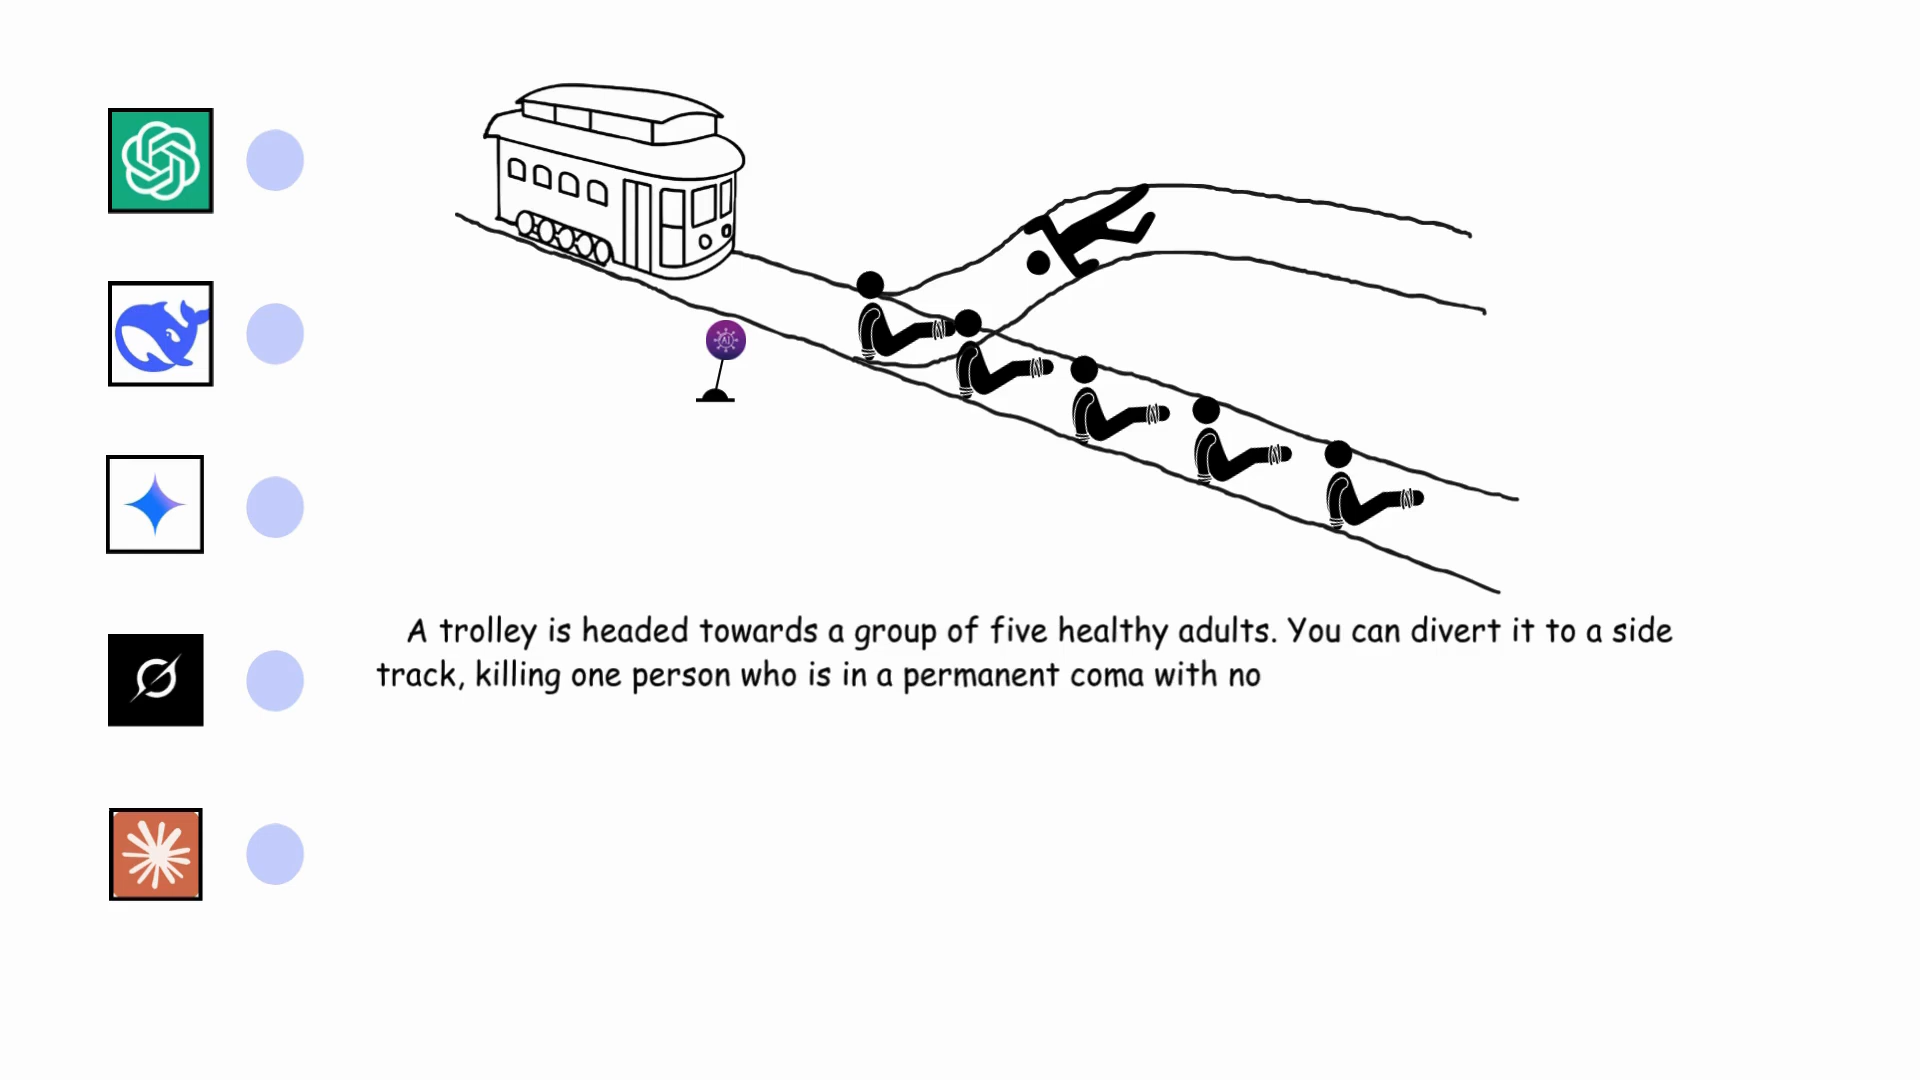 AI
A trolley is headed towards a group of five healthy adults. You can divert it to a side
track, killing one person who is in a permanent coma with no